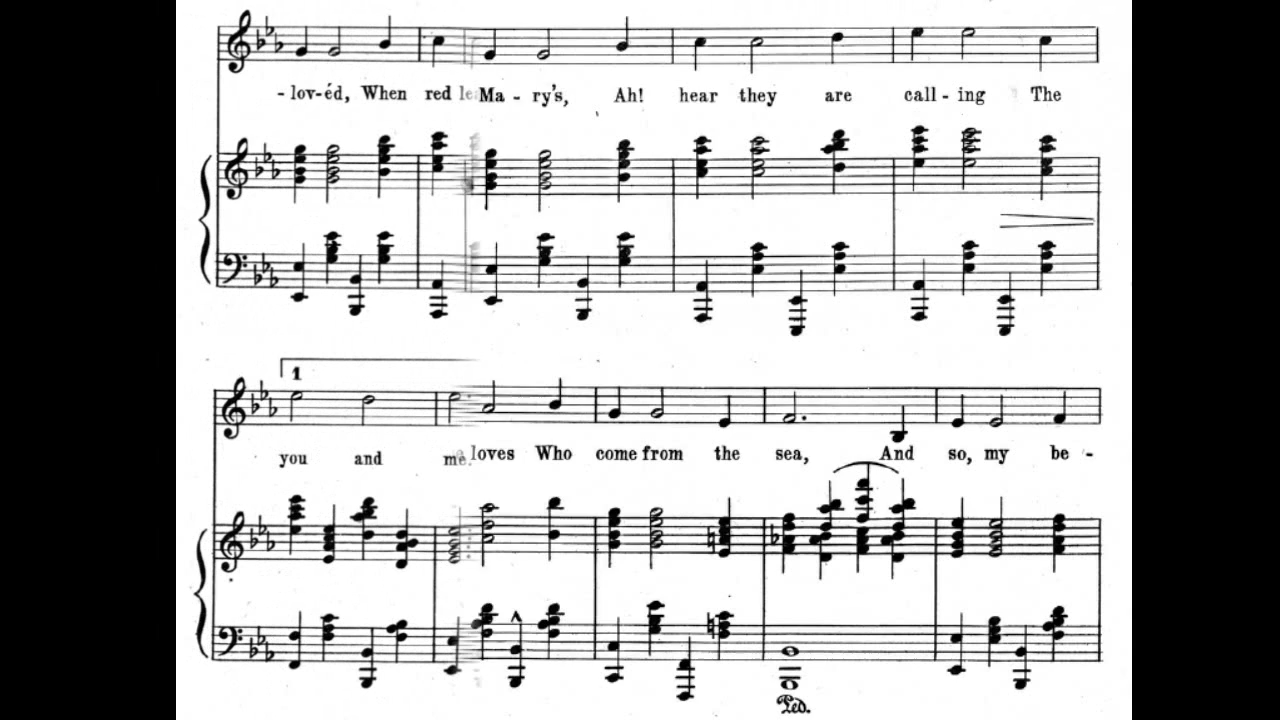 - lov-éd, When red le Ma - ry's, Ah! hear they are call - ing The
1
you and me. loves Who come from the sea, And so, my be -
Ped.